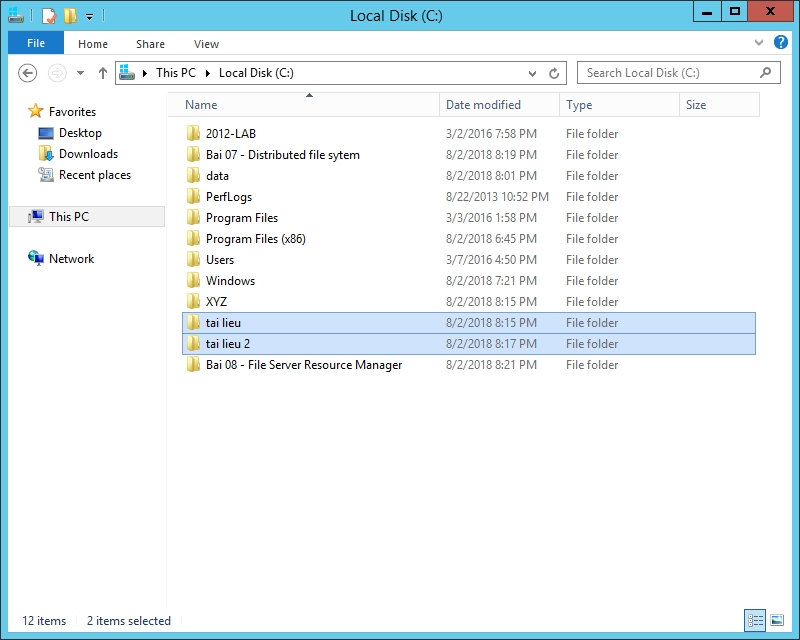 Local Disk (C:)
File Home Share View
This PC Local Disk (C:) Search Local Disk (C:)
Name Date modified Type Size
Favorites
Desktop
Downloads
Recent places
This PC
Network
2012-LAB 3/2/2016 7:58 PM File folder
Bai 07 - Distributed file sytem 8/2/2018 8:19 PM File folder
data 8/2/2018 8:01 PM File folder
PerfLogs 8/22/2013 10:52 PM File folder
Program Files 3/3/2016 1:58 PM File folder
Program Files (x86) 8/2/2018 6:45 PM File folder
Users 3/7/2016 4:50 PM File folder
Windows 8/2/2018 7:21 PM File folder
XYZ 8/2/2018 8:15 PM File folder
tai lieu 8/2/2018 8:15 PM File folder
tai lieu 2 8/2/2018 8:17 PM File folder
Bai 08 - File Server Resource Manager 8/2/2018 8:21 PM File folder
12 items 2 items selected